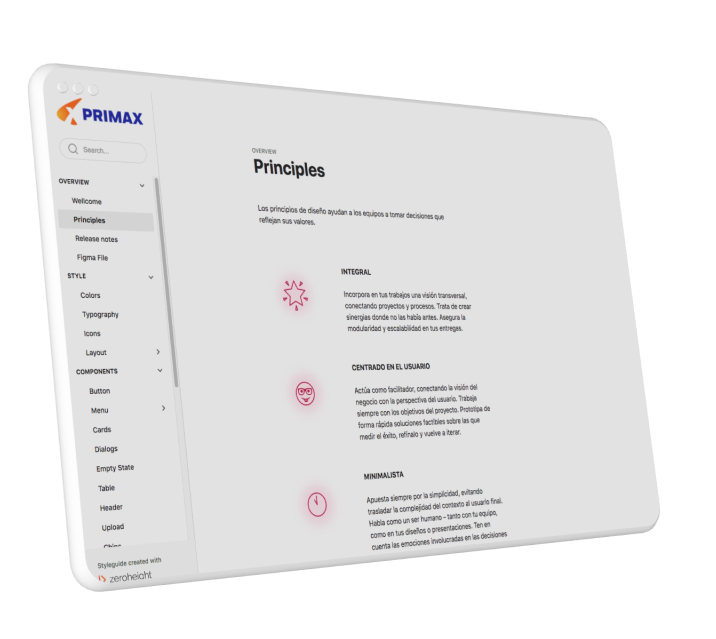 PRIMAX
Search...
OVERVIEW
Wellcome
Principles
Release notes
Figma File
STYLE
Colors
Typography
Icons
Layout
COMPONENTS
Button
Menu
Cards
Dialogs
Empty State
Table
Header
Upload
Chips
Styleguide created with
zeroheight
OVERVIEW
Principles
Los principios de diseño ayudan a los equipos a tomar decisiones que
reflejan sus valores.
INTEGRAL
Incorpora en tus trabajos una visión transversal,
conectando proyectos y procesos. Trata de crear
sinergias donde no las había antes. Asegura la
modularidad y escalabilidad en tus entregas.
CENTRADO EN EL USUARIO
Actúa como facilitador, conectando la visión del
negocio con la perspectiva del usuario. Trabaja
siempre con los objetivos del proyecto. Prototipa de
forma rápida soluciones factibles sobre las que
medir el éxito, refínalo y vuelve a iterar.
MINIMALISTA
Apuesta siempre por la simplicidad, evitando
trasladar la complejidad del contexto al usuario final.
Habla como un ser humano – tanto con tu equipo,
como en tus diseños o presentaciones. Ten en
cuenta las emociones involucradas en las decisiones